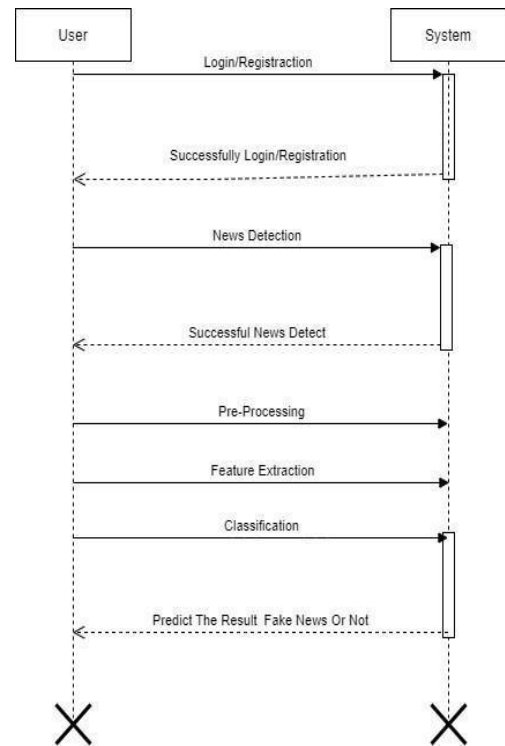 User
System
Login/Registraction
Successfully Login/Registration
News Detection
Successful News Detect
Pre-Processing
Feature Extraction
Classification
Predict The Result Fake News Or Not